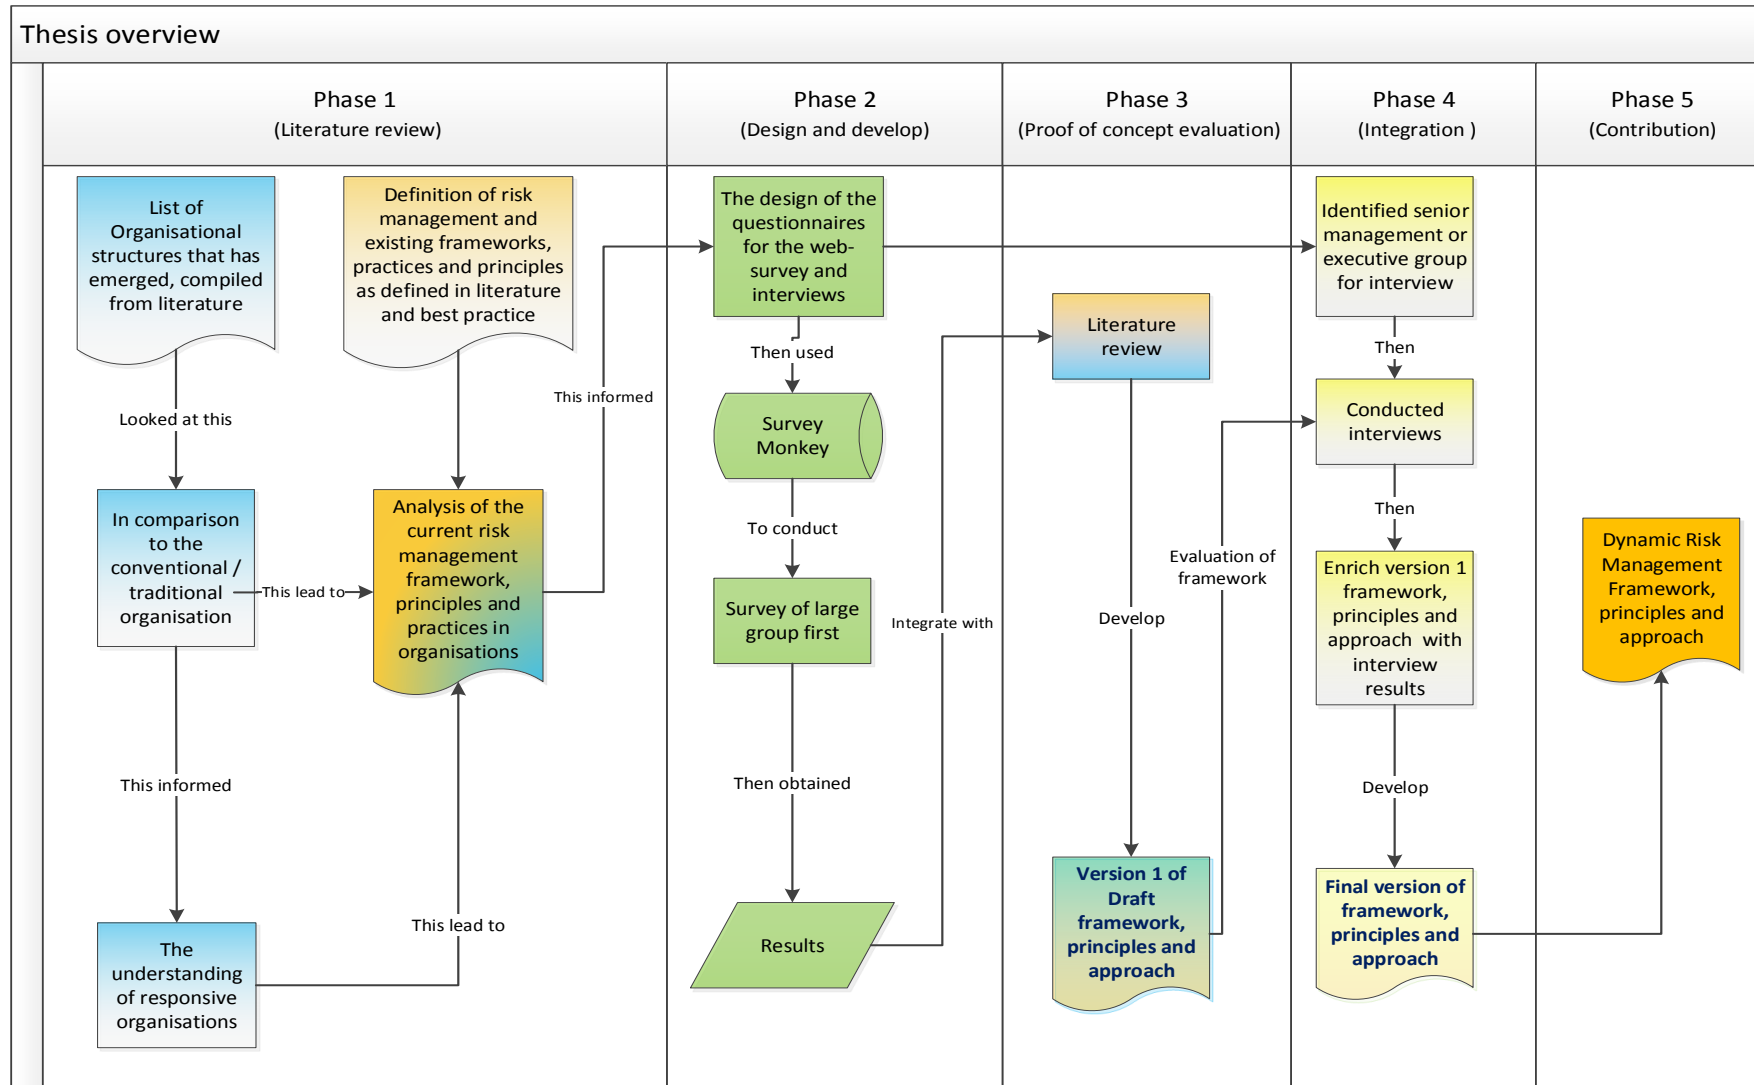 Thesis overview
Phase 1
(Literature review)
Phase 2
(Design and develop)
Phase 3
(Proof of concept evaluation)
Phase 4
(Integration )
Phase 5
(Contribution)
List of
Organisational
structures that has
emerged, compiled
from literature
Looked at this
In comparison
to the
conventional /
traditional
organisation
This lead to
This informed
The
understanding
of responsive
organisations
This lead to
Definition of risk
management and
existing frameworks,
practices and principles
as defined in literature
and best practice
Analysis of the
current risk
management
framework,
principles and
practices in
organisations
This informed
The design of the
questionnaires
for the web-
survey and
interviews
Then used
Survey
Monkey
To conduct
Survey of large
group first
Then obtained
Results
Integrate with
Literature
review
Develop
Version 1 of
Draft
framework,
principles and
approach
Evaluation of
framework
Identified senior
management or
executive group
for interview
Then
Conducted
interviews
Then
Enrich version 1
framework,
principles and
approach with
interview
results
Develop
Final version of
framework,
principles and
approach
Dynamic Risk
Management
Framework,
principles and
approach